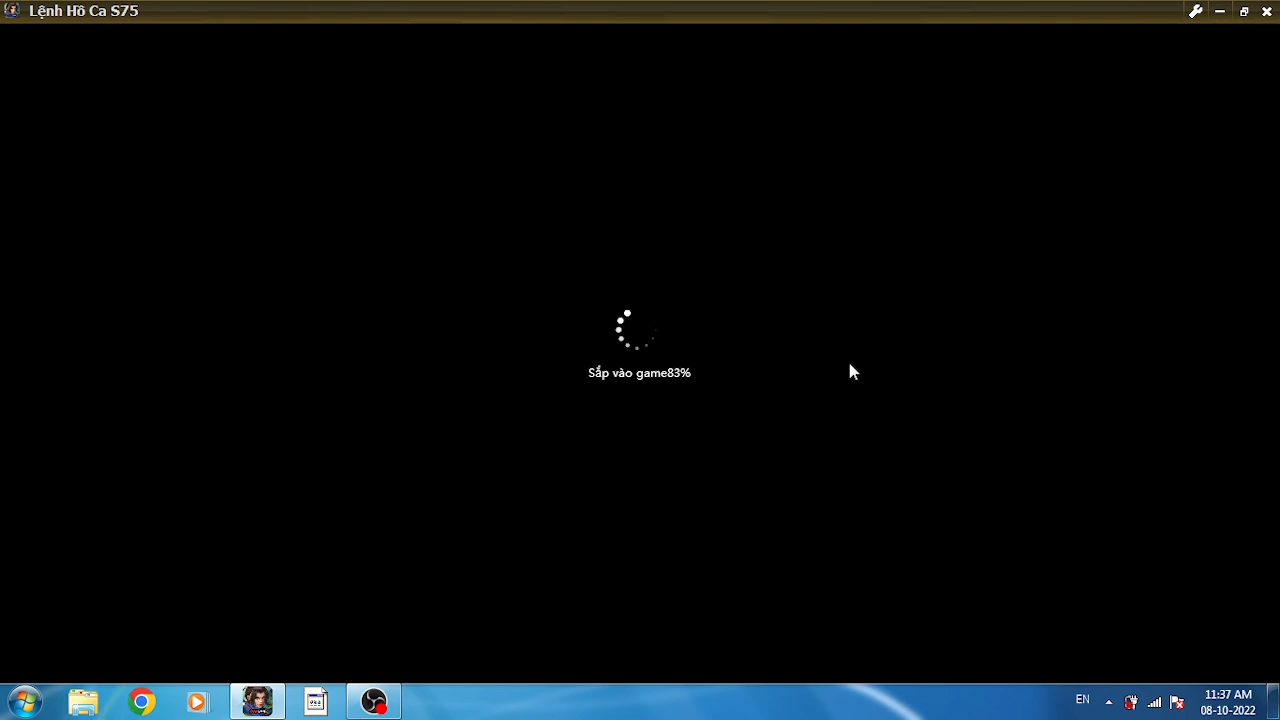 Lệnh Hồ Ca S75
Sắp vào game83%
EN
11:37 AM
08-10-2022